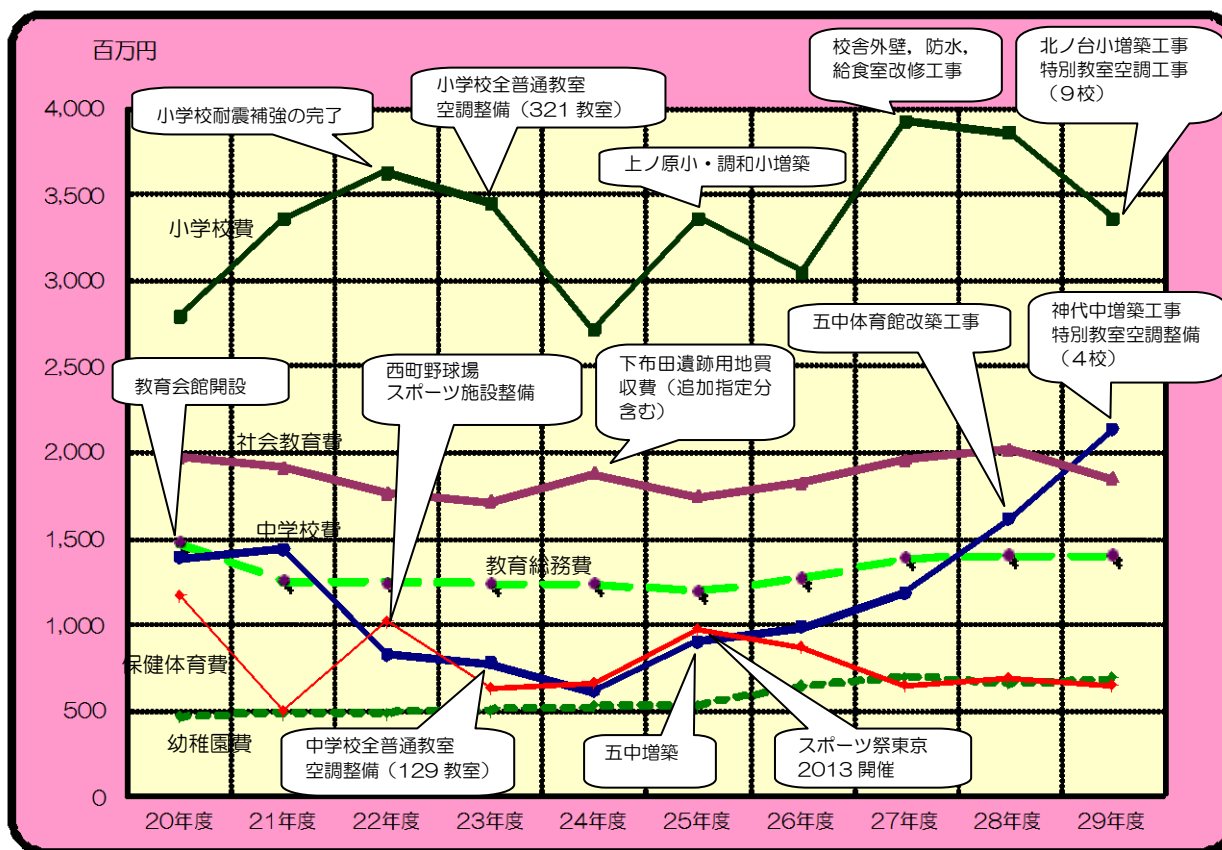 百万円
4,000
3,500
3,000
2,500
2,000
1,500
1,000
500
0
20年度
21年度
22年度
23年度
24年度
25年度
26年度
27年度
28年度
29年度
小学校耐震補強の完了
小学校全普通教室
空調整備（321 教室）
校舎外壁，防水，
給食室改修工事
北ノ台小増築工事
特別教室空調工事
（９校）
上ノ原小・調和小増築
小学校費
教育会館開設
西町野球場
スポーツ施設整備
下布田遺跡用地買
収費（追加指定分
含む）
五中体育館改築工事
神代中増築工事
特別教室空調整備
（４校）
社会教育費
中学校費
教育総務費
保健体育費
幼稚園費
中学校全普通教室
空調整備（129 教室）
五中増築
スポーツ祭東京
2013 開催